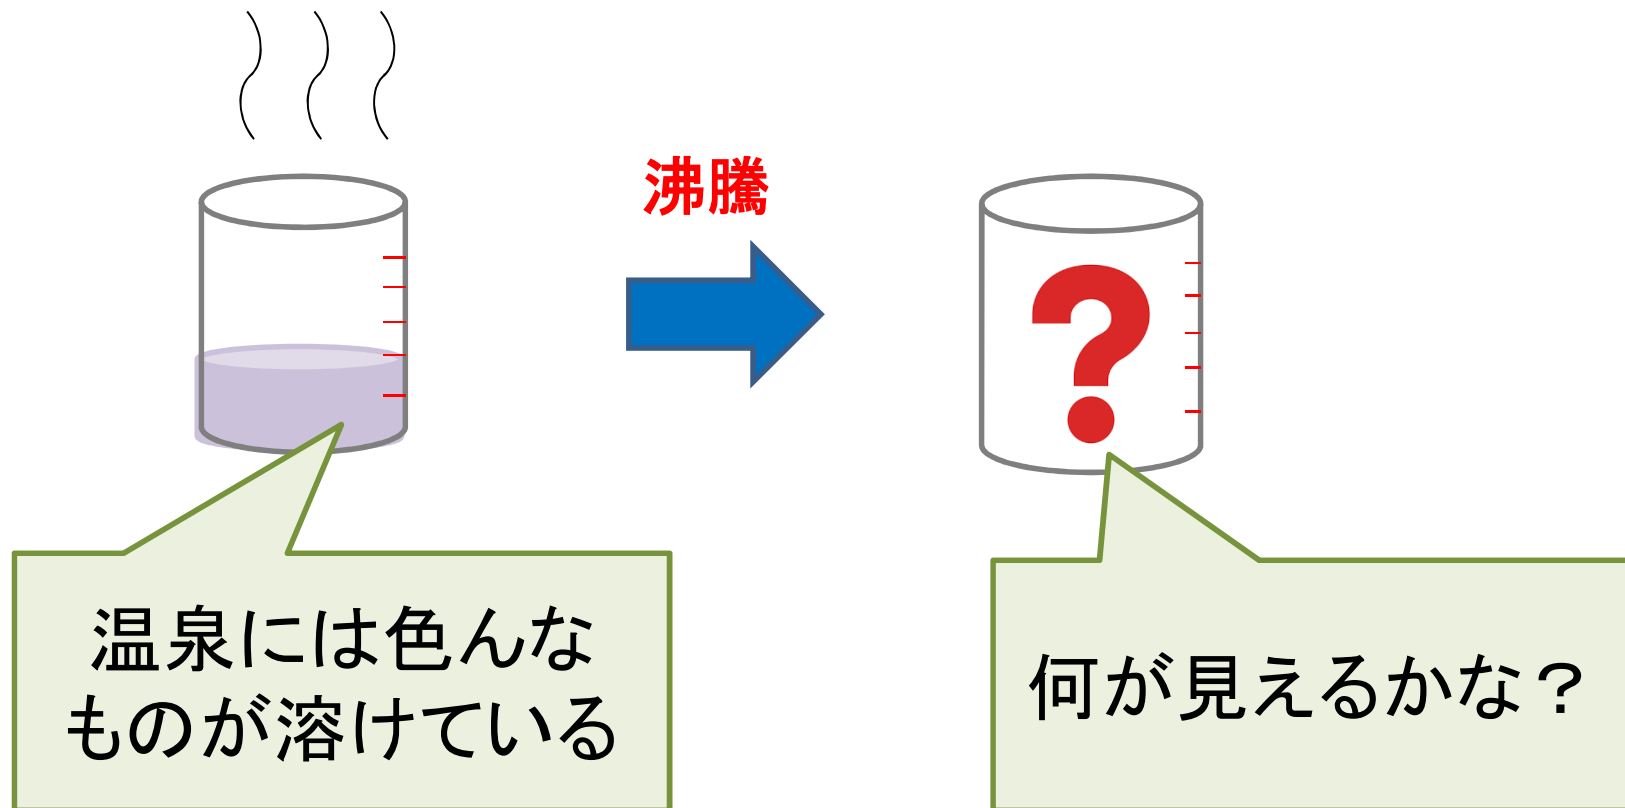 沸騰
温泉には色んな
ものが溶けている
何が見えるかな？